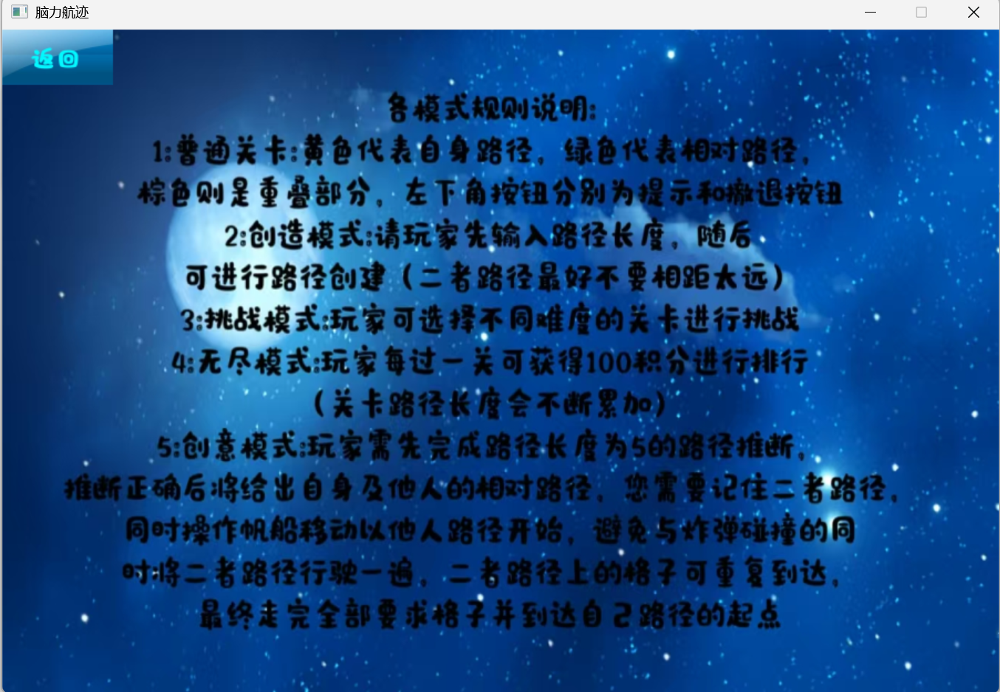 脑力航迹
返回
各模式规则说明:
1:普通关卡:黄色代表自身路径，绿色代表相对路径，
棕色则是重叠部分，左下角按钮分别为提示和撤退按钮
2:创造模式:请玩家先输入路径长度，随后
可进行路径创建（二者路径最好不要相距太远）
3:挑战模式:玩家可选择不同难度的关卡进行挑战
4:无尽模式:玩家每过一关可获得100积分进行排行
（关卡路径长度会不断累加）
5:创意模式:玩家需先完成路径长度为5的路径推断，
推断正确后将给出自身及他人的相对路径，您需要记住二者路径，
同时操作帆船移动以他人路径开始，避免与炸弹碰撞的同
时将二者路径行驶一遍，二者路径上的格子可重复到达，
最终走完全部要求格子并到达自己路径的起点